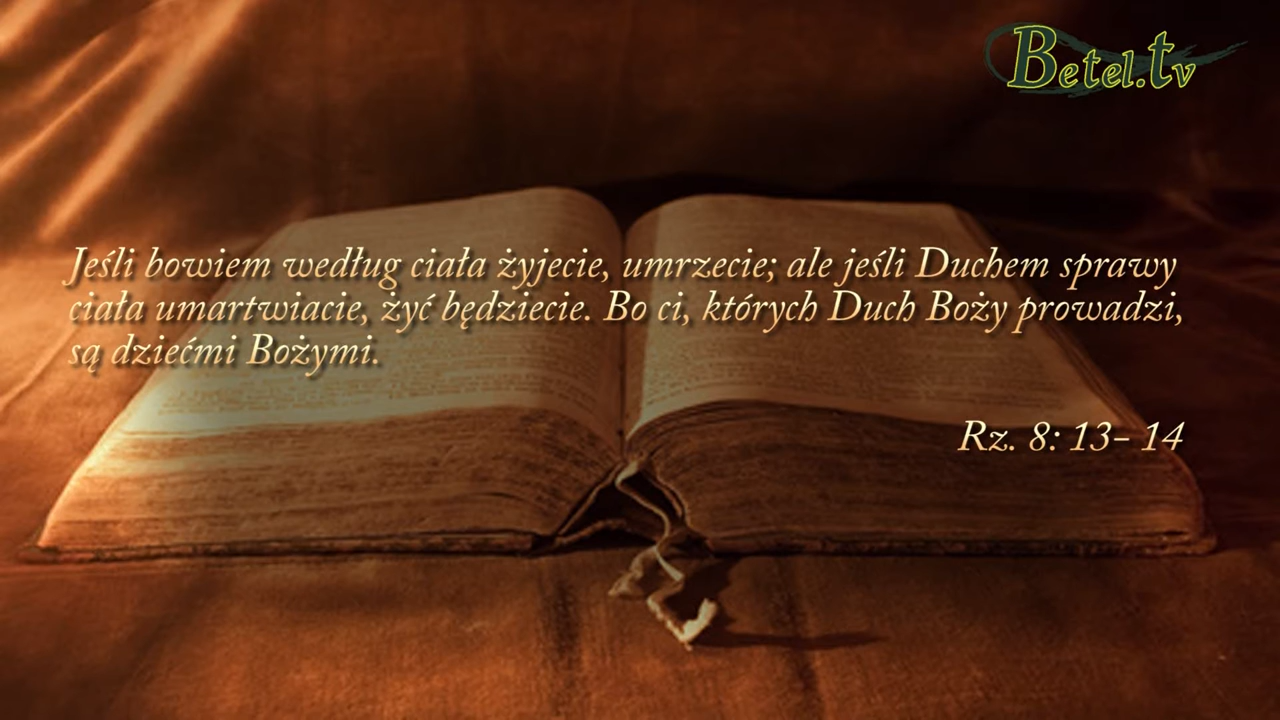 Betel.tv
Jeśli bowiem według ciała żyjecie, umrzecie; ale jeśli Duchem sprawy
ciała umartwiacie, żyć będziecie. Bo ci, których Duch Boży prowadzi,
są dziećmi Bożymi.
Rz. 8: 13- 14